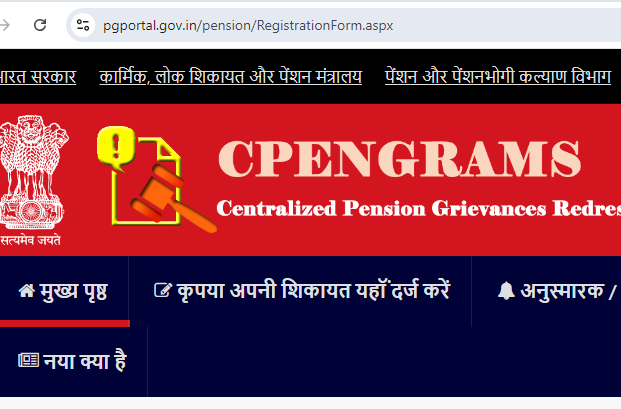 pgportal.gov.in/pension/RegistrationForm.aspx
भारत सरकार कार्मिक, लोक शिकायत और पेंशन मंत्रालय पेंशन और पेंशनभोगी कल्याण विभाग
CPENGRAMS
Centralized Pension Grievances Redres
सत्यमेव जयते
मुख्य पृष्ठ कृपया अपनी शिकायत यहाँ दर्ज करें अनुस्मारक /
नया क्या है